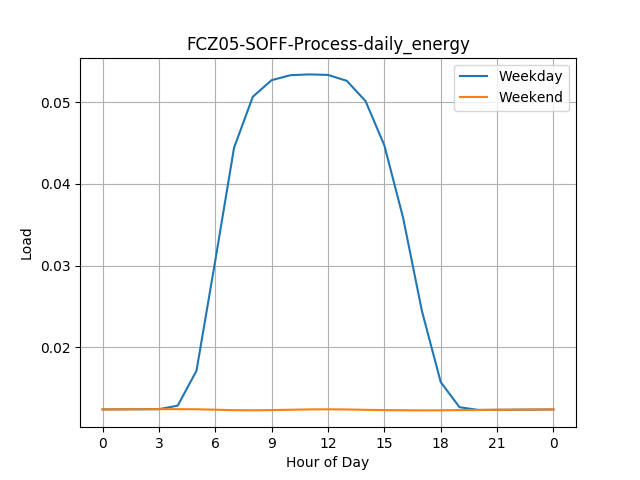 FCZ05-SOFF-Process-daily_energy
Weekday
Weekend
0.05
0.04
0.03
0.02
Load
0 3 6 9 12 15 18 21 0
Hour of Day